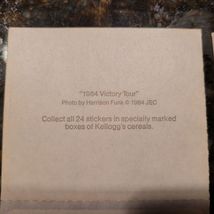 "1984 Victory Tour"
Photo by Harrison Funk © 1984 JEC
Collect all 24 stickers in specially marked
boxes of Kellogg's cereals.